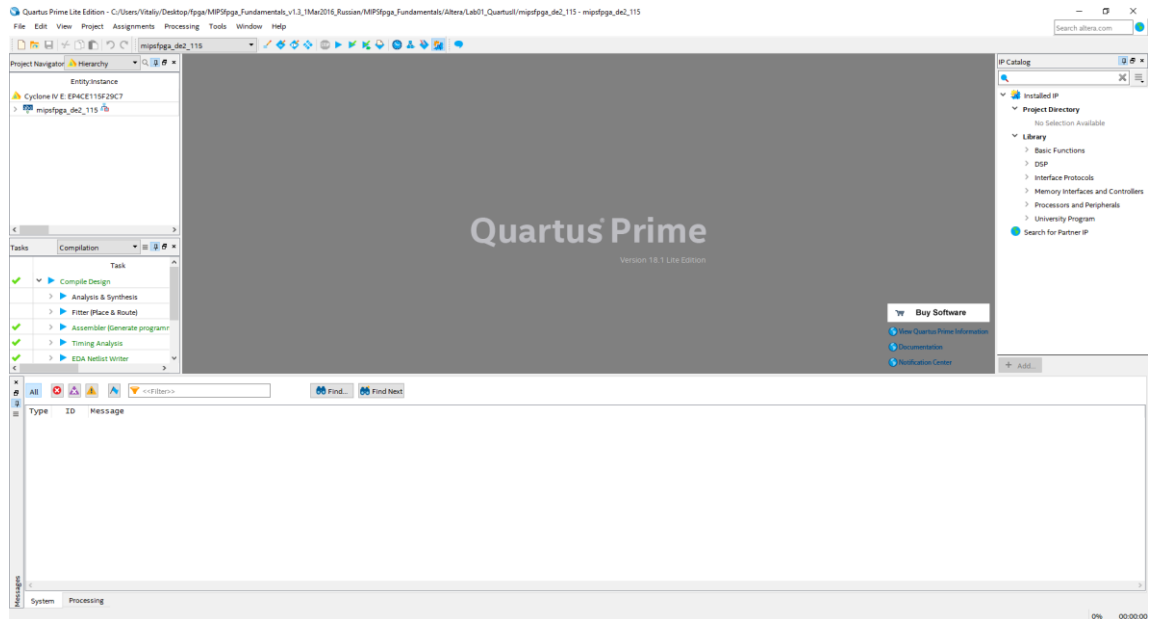 Quartus Prime Lite Edition - C:/Users/Vitaliy/Desktop/fpga/MIPSfpga_Fundamentals_v1.3_1Mar2016_Russian/MIPSfpga_Fundamentals/Altera/Lab01_QuartusII/mipsfpga_de2_115 - mipsfpga_de2_115
File Edit View Project Assignments Processing Tools Window Help
Search altera.com
mipsfpga_de2_115
Project Navigator Hierarchy
Entity:Instance
Cyclone IV E: EP4CE115F29C7
mipsfpga_de2_115
Tasks Compilation
Task
Compile Design
Analysis & Synthesis
Fitter (Place & Route)
Assembler (Generate programm
Timing Analysis
EDA Netlist Writer
Quartus Prime
Version 18.1 Lite Edition
Buy Software
View Quartus Prime Information
Documentation
Notification Center
IP Catalog
Installed IP
Project Directory
No Selection Available
Library
Basic Functions
DSP
Interface Protocols
Memory Interfaces and Controllers
Processors and Peripherals
University Program
Search for Partner IP
+ Add...
All <<Filter>> Find... Find Next
Type ID Message
Messages
System Processing
0% 00:00:00